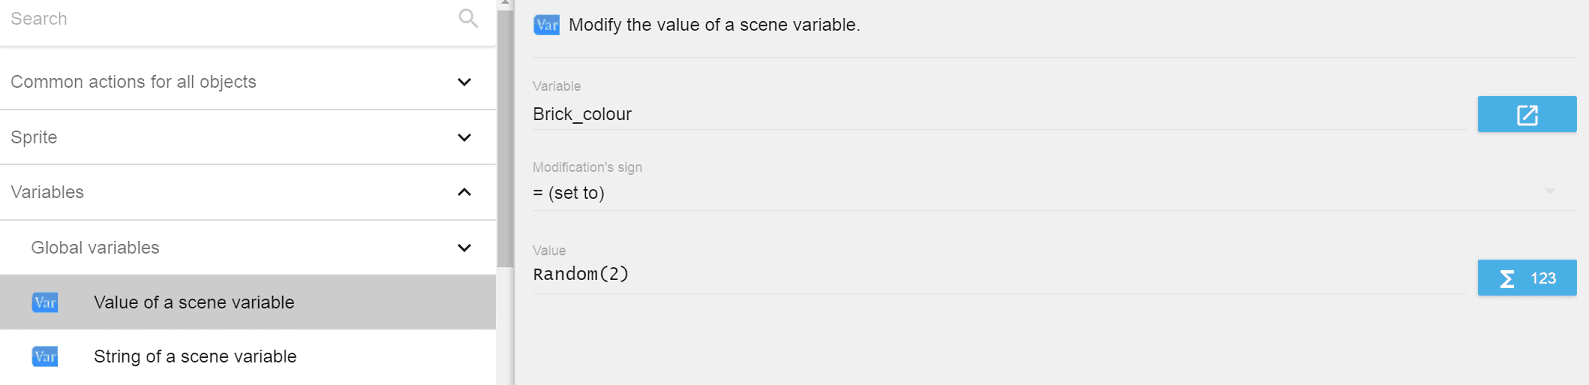 Search
Common actions for all objects
Sprite
Variables
Global variables
Var Value of a scene variable
Var String of a scene variable
Var Modify the value of a scene variable.
Variable
Brick_colour
Modification's sign
= (set to)
Value
Random(2)
Σ 123